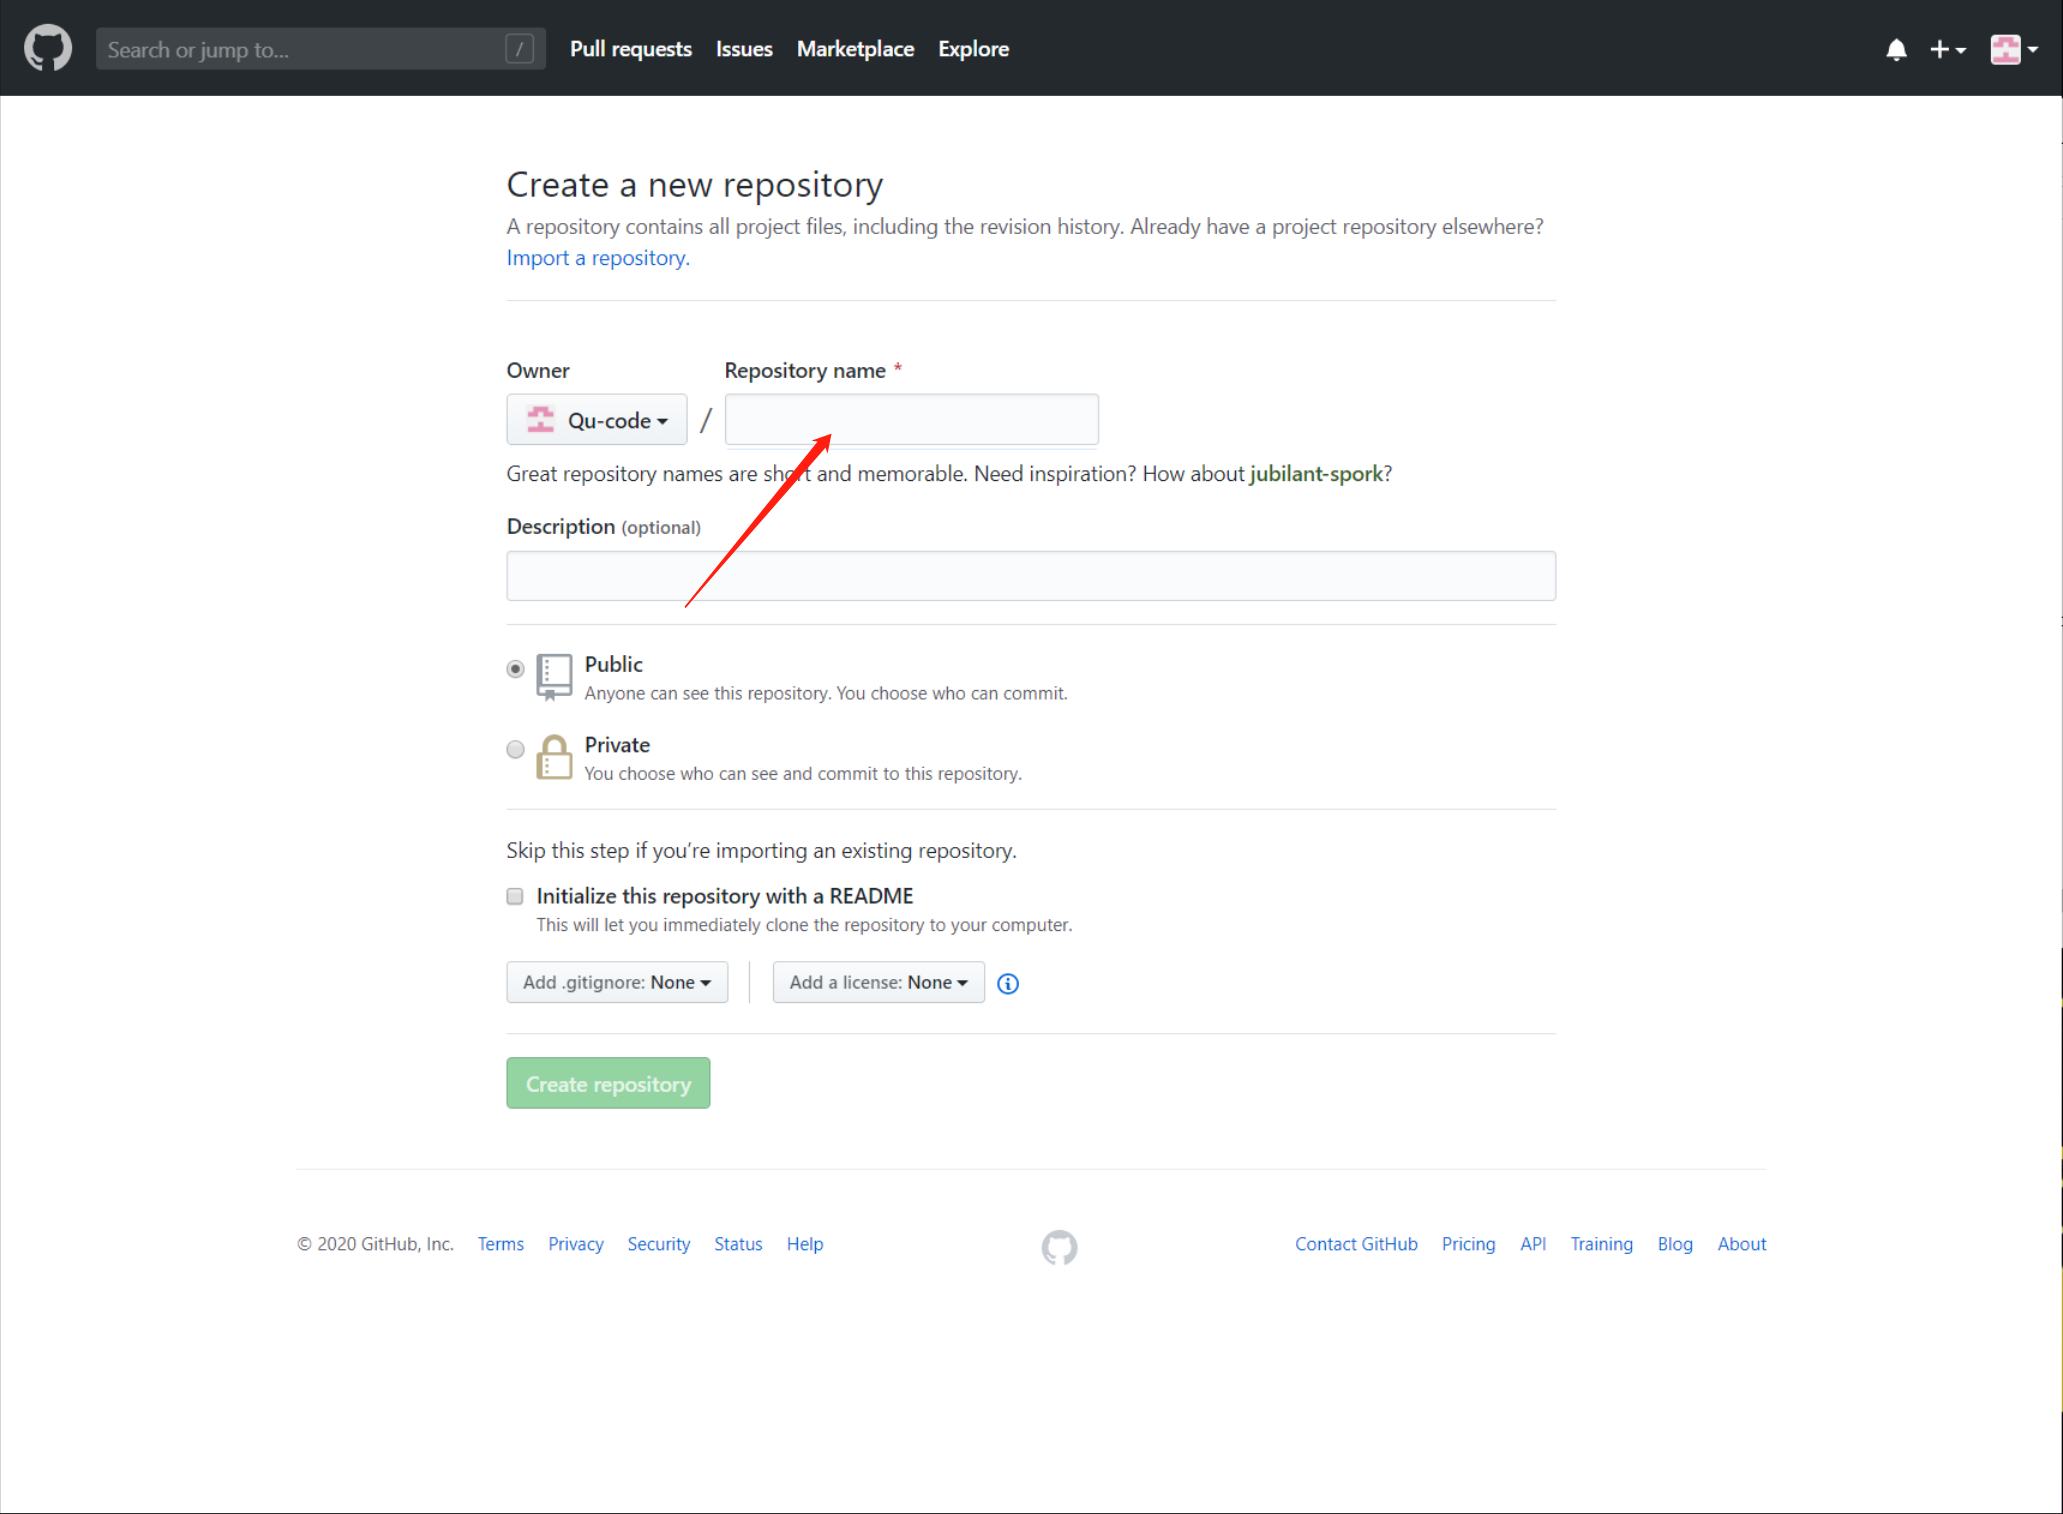 Search or jump to... /
Pull requests Issues Marketplace Explore
Create a new repository
A repository contains all project files, including the revision history. Already have a project repository elsewhere?
Import a repository.
Owner Repository name *
Qu-code /
Great repository names are short and memorable. Need inspiration? How about jubilant-spork?
Description (optional)
Public
Anyone can see this repository. You choose who can commit.
Private
You choose who can see and commit to this repository.
Skip this step if you’re importing an existing repository.
Initialize this repository with a README
This will let you immediately clone the repository to your computer.
Add .gitignore: None Add a license: None
Create repository
© 2020 GitHub, Inc. Terms Privacy Security Status Help Contact GitHub Pricing API Training Blog About